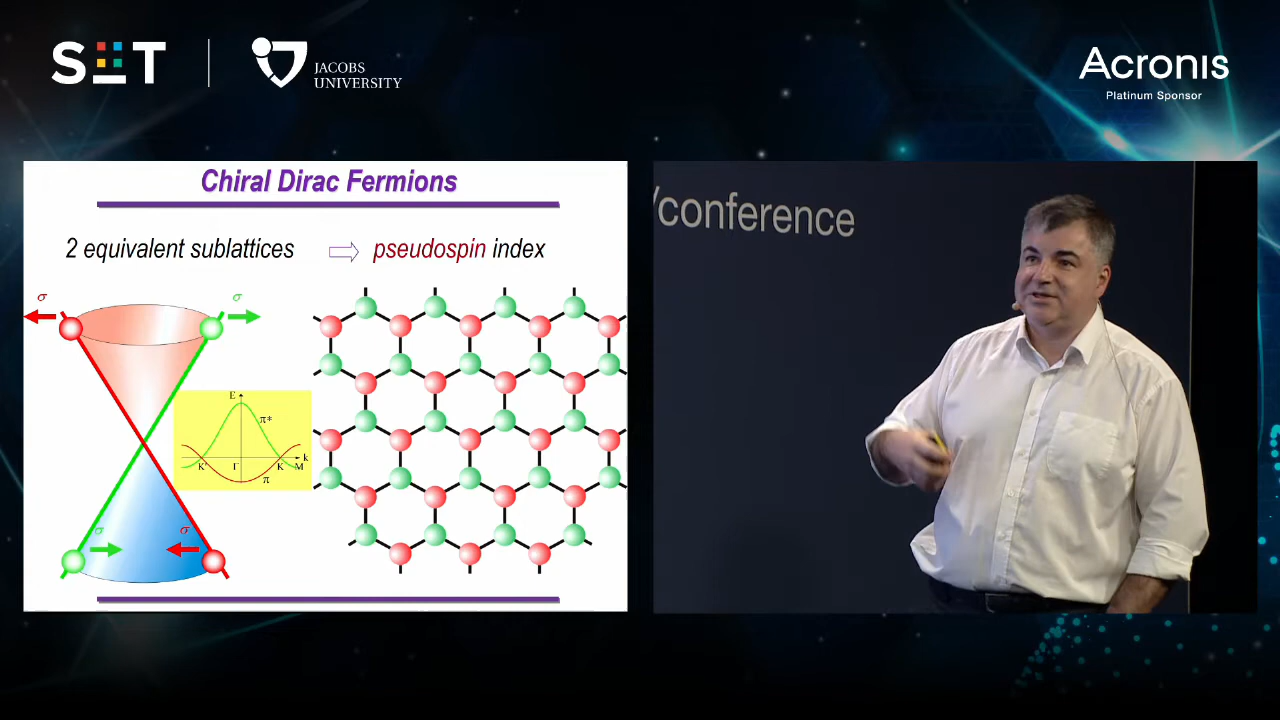 SET
JACOBS
UNIVERSITY
Acronis
Platinum Sponsor
Chiral Dirac Fermions
2 equivalent sublattices ⇨ pseudospin index
σ
σ
E
π*
k
K'
Γ
K
M
π
σ
σ
/conference